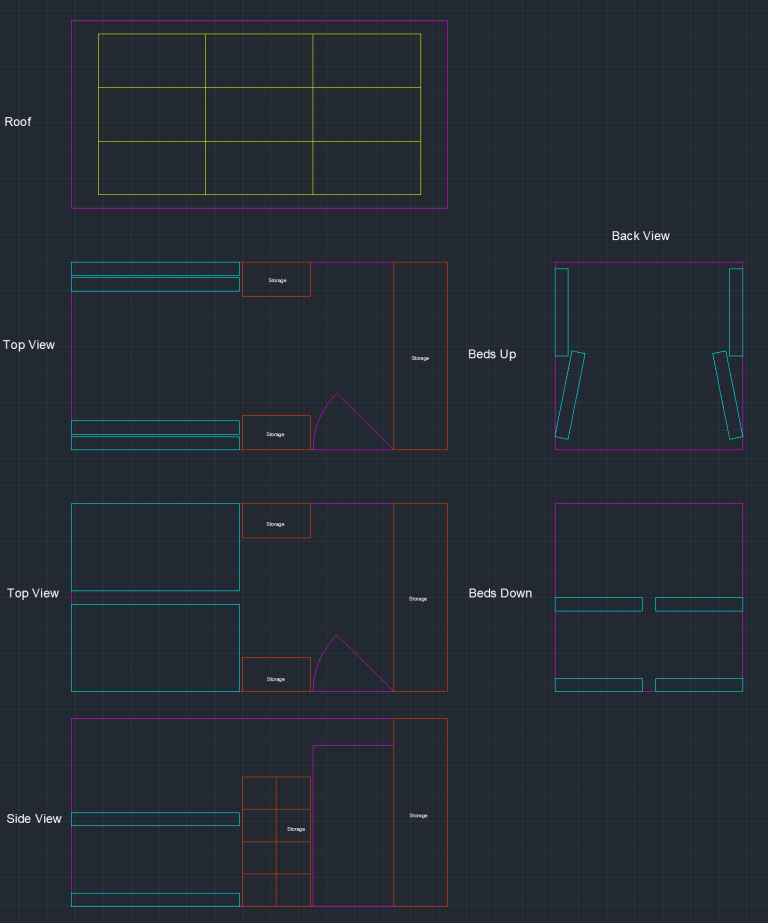 Roof
Back View
Storage
Top View
Storage
Beds Up
Storage
Storage
Top View
Storage
Beds Down
Storage
Side View
Storage
Storage